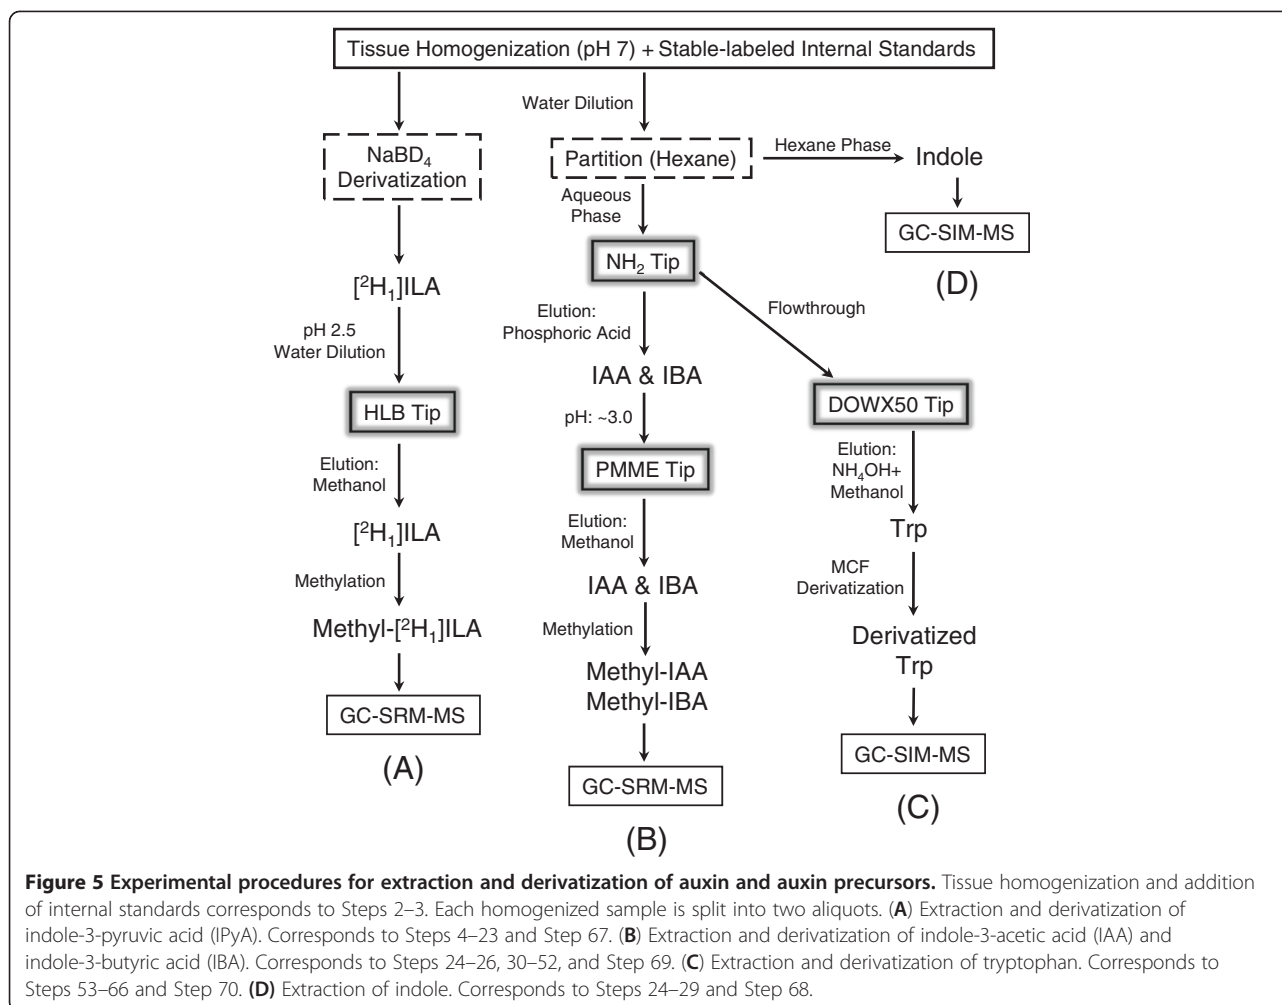 Tissue Homogenization (pH 7) + Stable-labeled Internal Standards
NaBD₄
Derivatization
[²H₁]ILA
pH 2.5
Water Dilution
HLB Tip
Elution:
Methanol
[²H₁]ILA
Methylation
Methyl-[²H₁]ILA
GC-SRM-MS
(A)
Water Dilution
Partition (Hexane)
Aqueous
Phase
NH₂ Tip
Elution:
Phosphoric Acid
IAA & IBA
pH: ~3.0
PMME Tip
Elution:
Methanol
IAA & IBA
Methylation
Methyl-IAA
Methyl-IBA
GC-SRM-MS
(B)
Flowthrough
DOWX50 Tip
Elution:
NH₄OH+
Methanol
Trp
MCF
Derivatization
Derivatized
Trp
GC-SIM-MS
(C)
Hexane Phase
Indole
GC-SIM-MS
(D)
Figure 5 Experimental procedures for extraction and derivatization of auxin and auxin precursors. Tissue homogenization and addition
of internal standards corresponds to Steps 2–3. Each homogenized sample is split into two aliquots. (A) Extraction and derivatization of
indole-3-pyruvic acid (IPyA). Corresponds to Steps 4–23 and Step 67. (B) Extraction and derivatization of indole-3-acetic acid (IAA) and
indole-3-butyric acid (IBA). Corresponds to Steps 24–26, 30–52, and Step 69. (C) Extraction and derivatization of tryptophan. Corresponds to
Steps 53–66 and Step 70. (D) Extraction of indole. Corresponds to Steps 24–29 and Step 68.